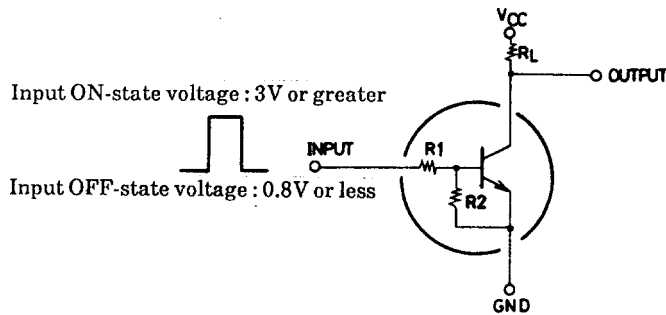 VCC
RL
OUTPUT
Input ON-state voltage : 3V or greater
INPUT
R1
Input OFF-state voltage : 0.8V or less
R2
GND